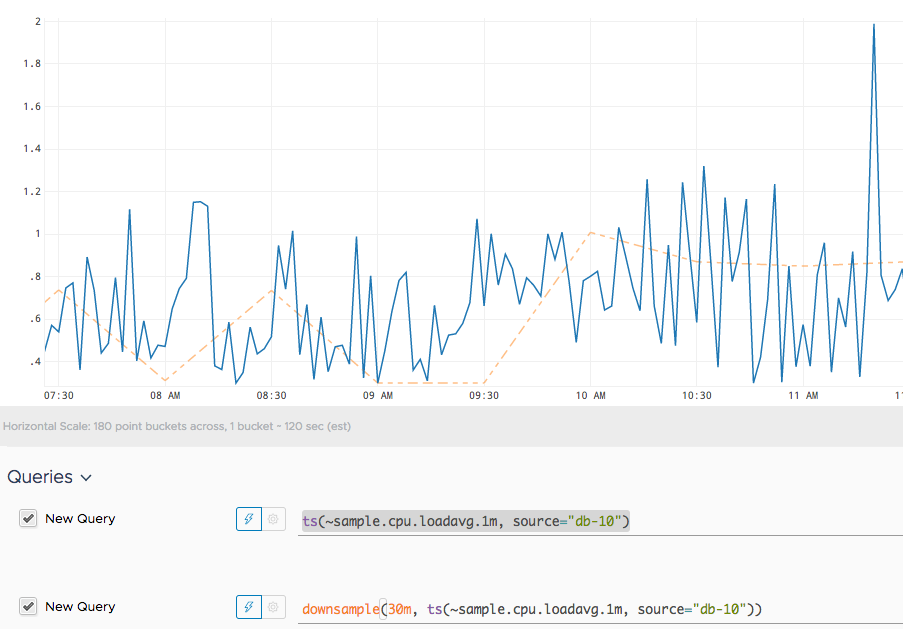 2
1.8
1.6
1.4
1.2
1
.8
.6
.4
07:30 08 AM 08:30 09 AM 09:30 10 AM 10:30 11 AM 11
Horizontal Scale: 180 point buckets across, 1 bucket ~ 120 sec (est)
Queries
New Query ts(~sample.cpu.loadavg.1m, source="db-10")
New Query downsample(30m, ts(~sample.cpu.loadavg.1m, source="db-10"))